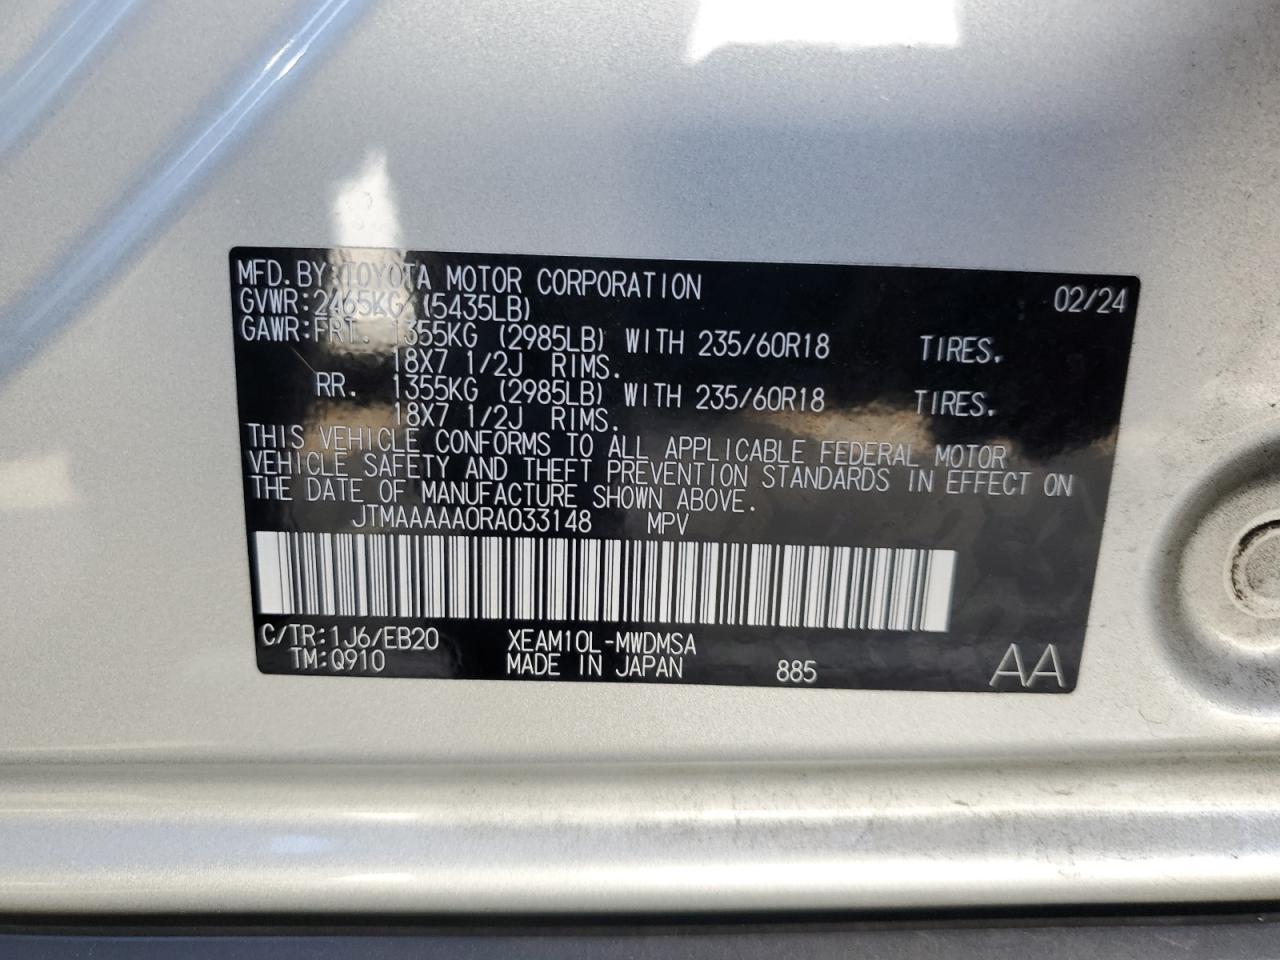 MFD.BY:TOYOTA MOTOR CORPORATION 02/24
GVWR:2465KG (5435LB)
GAWR:FRT. 1355KG (2985LB) WITH 235/60R18 TIRES.
18X7 1/2J RIMS.
RR. 1355KG (2985LB) WITH 235/60R18 TIRES.
18X7 1/2J RIMS.
THIS VEHICLE CONFORMS TO ALL APPLICABLE FEDERAL MOTOR
VEHICLE SAFETY AND THEFT PREVENTION STANDARDS IN EFFECT ON
THE DATE OF MANUFACTURE SHOWN ABOVE.
JTMAAAAA0RA033148 MPV
C/TR:1J6/EB20 XEAM10L-MWDMSA
TM:Q910 MADE IN JAPAN 885 AA